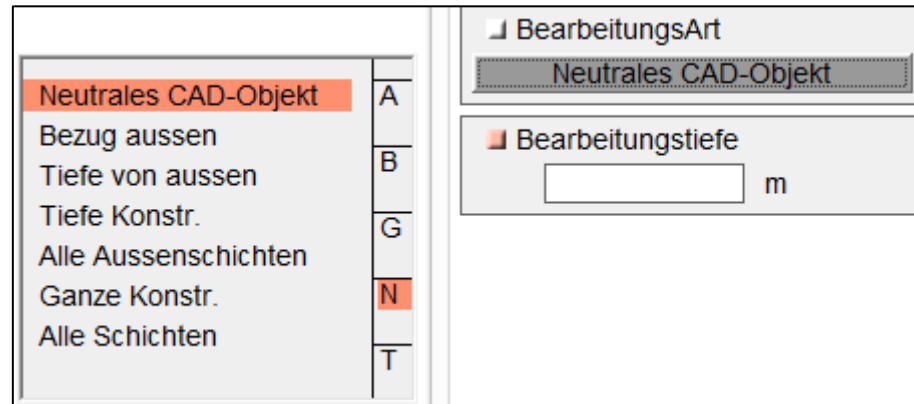 Neutrales CAD-Objekt
Bezug aussen
Tiefe von aussen
Tiefe Konstr.
Alle Aussenschichten
Ganze Konstr.
Alle Schichten
A
B
G
N
T
BearbeitungsArt
Neutrales CAD-Objekt
Bearbeitungstiefe
m